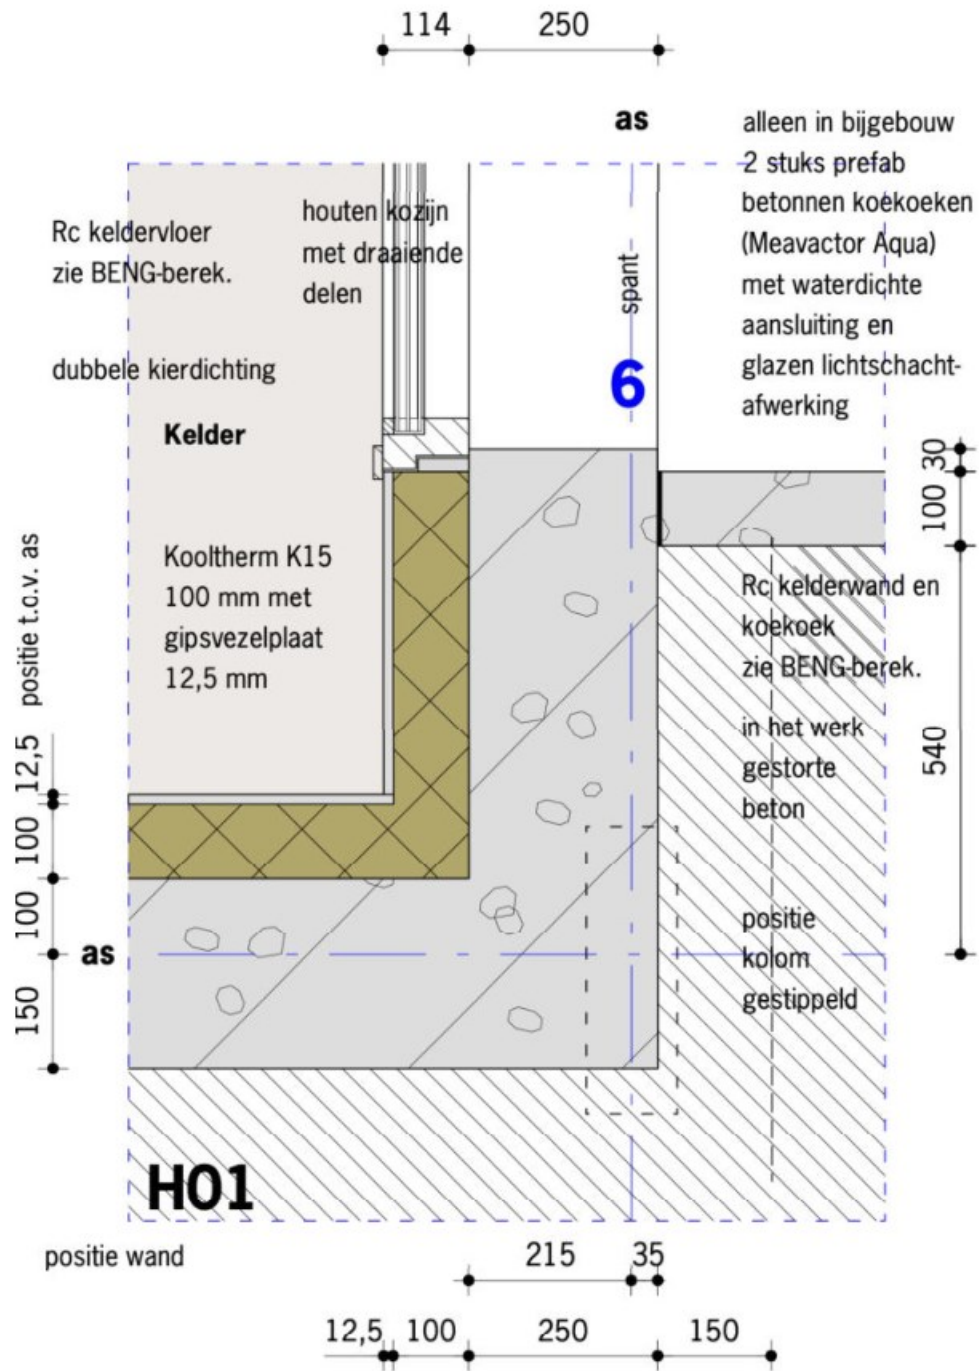 114
250
as
alleen in bijgebouw
2 stuks prefab
betonnen koekoeken
(Meavactor Aqua)
met waterdichte
aansluiting en
glazen lichtschacht-
afwerking
houten kozijn
met draaiende
delen
Rc keldervloer
zie BENG-berek.
dubbele kierdichting
spant
6
Kelder
30
100
540
Kooltherm K15
100 mm met
gipsvezelplaat
12,5 mm
Rc kelderwand en
koekoek
zie BENG-berek.
in het werk
gestorte
beton
positie
kolom
gestippeld
positie t.o.v. as
12,5
100
100
150
as
H01
positie wand
215
35
12,5
100
250
150